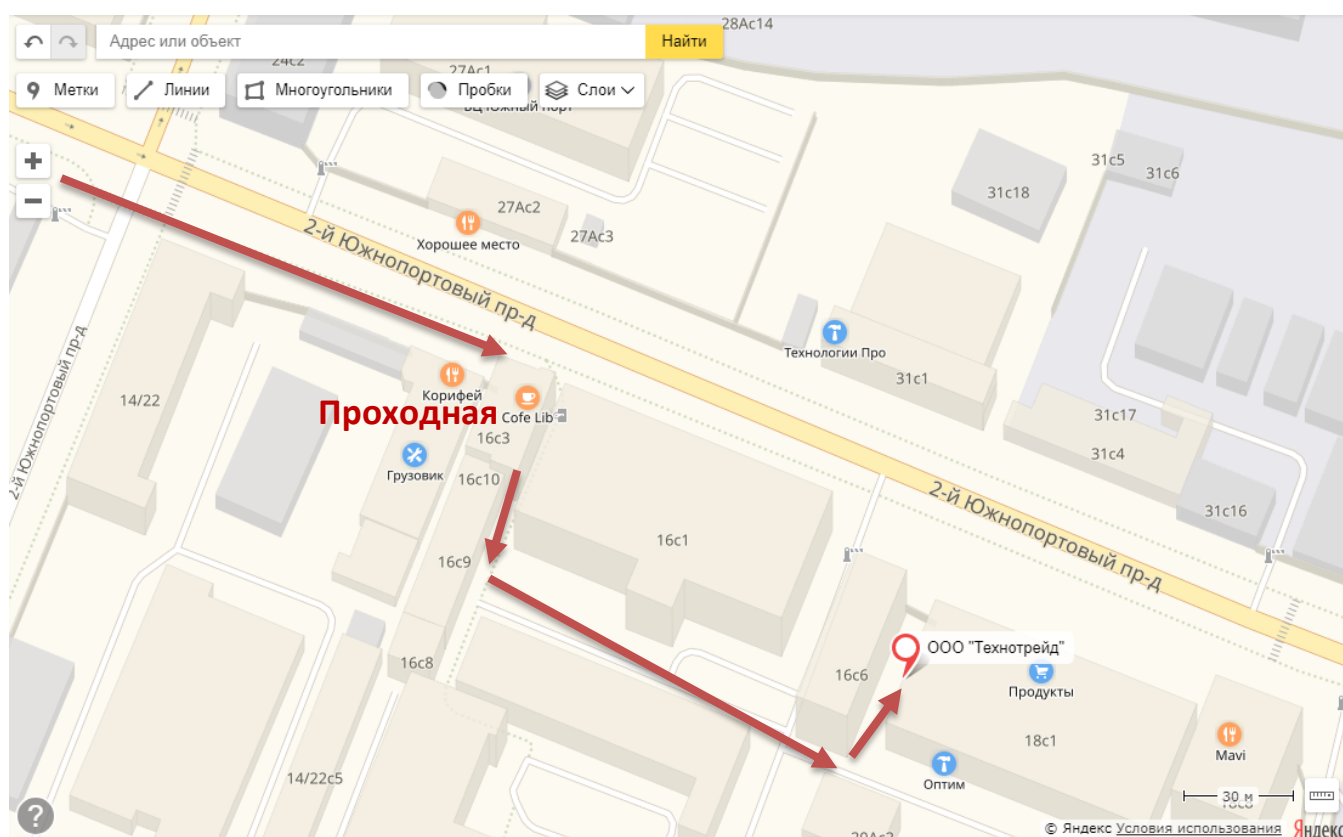 28Ас14
Адрес или объект
Найти
24с2
27Ас1
Метки
Линии
Многоугольники
Пробки
Слои
БЦ Южный порт
31с5
31с6
31с18
27Ас2
27Ас3
Хорошее место
2-й Южнопортовый пр-д
Технологии Про
31с1
2-й Южнопортовый пр-д
14/22
Корифей
Проходная
Cofe Lib
16с3
31с17
31с4
Грузовик
16с10
2-й Южнопортовый пр-д
31с16
16с1
16с9
ООО "Технотрейд"
16с8
16с6
Продукты
18с1
Mavi
14/22с5
Оптим
30 м
18с8
20Ас2
© Яндекс Условия использования
Яндекс